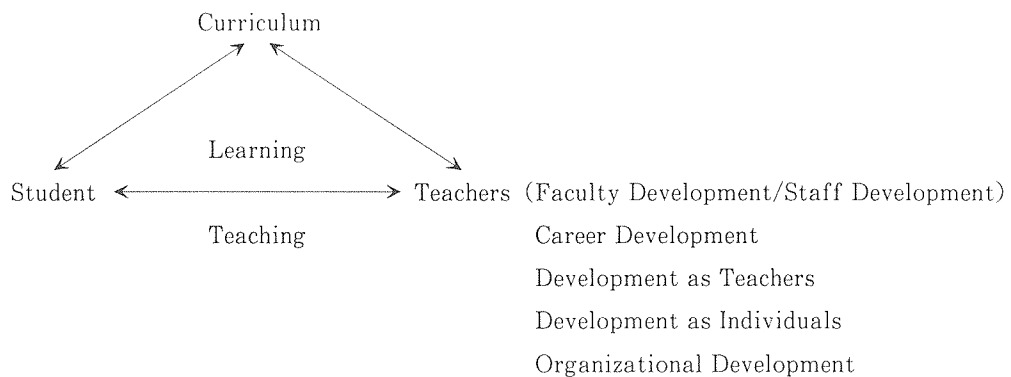 Curriculum
Learning
Student
Teachers (Faculty Development/Staff Development)
Teaching
Career Development
Development as Teachers
Development as Individuals
Organizational Development